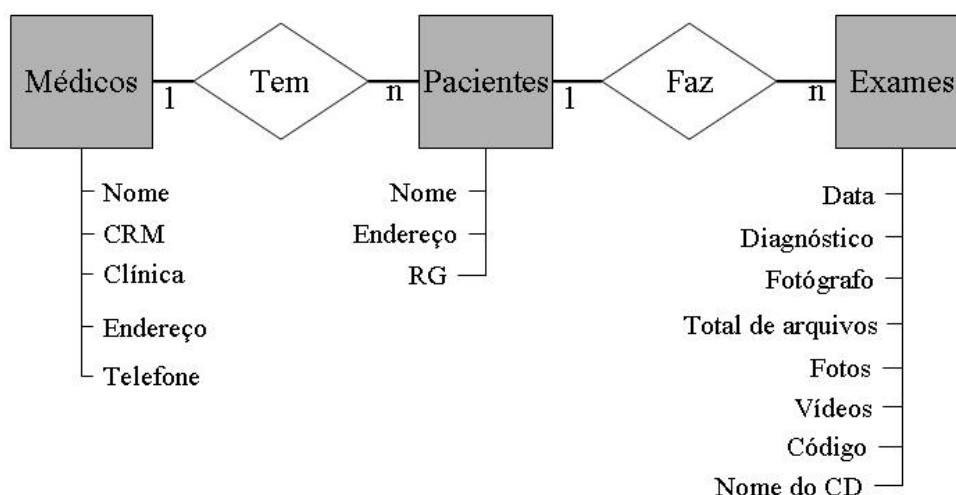 Médicos
1
Tem
n
Pacientes
1
Faz
n
Exames
Nome
CRM
Clínica
Endereço
Telefone
Nome
Endereço
RG
Data
Diagnóstico
Fotógrafo
Total de arquivos
Fotos
Vídeos
Código
Nome do CD